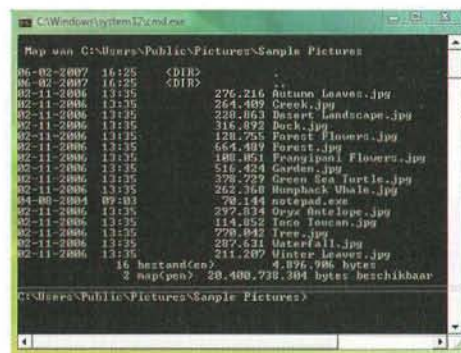 C:\Windows\system32\cmd.exe
Map van C:\Users\Public\Pictures\Sample Pictures
06-02-2007 16:25 <DIR> .
06-02-2007 16:25 <DIR> ..
02-11-2006 13:35 276.216 Autumn Leaves.jpg
02-11-2006 13:35 264.409 Creek.jpg
02-11-2006 13:35 228.863 Desert Landscape.jpg
02-11-2006 13:35 316.892 Dock.jpg
02-11-2006 13:35 128.755 Forest Flowers.jpg
02-11-2006 13:35 664.489 Forest.jpg
02-11-2006 13:35 108.051 Frangipani Flowers.jpg
02-11-2006 13:35 516.424 Garden.jpg
02-11-2006 13:35 378.729 Green Sea Turtle.jpg
02-11-2006 13:35 262.368 Humpback Whale.jpg
04-08-2004 09:03 70.144 notepad.exe
02-11-2006 13:35 297.834 Oryx Antelope.jpg
02-11-2006 13:35 114.852 Toco Toucan.jpg
02-11-2006 13:35 770.042 Tree.jpg
02-11-2006 13:35 287.631 Waterfall.jpg
02-11-2006 13:35 211.207 Winter Leaves.jpg
16 bestand(en) 4.896.906 bytes
2 map(pen) 20.400.738.304 bytes beschikbaar
C:\Users\Public\Pictures\Sample Pictures>